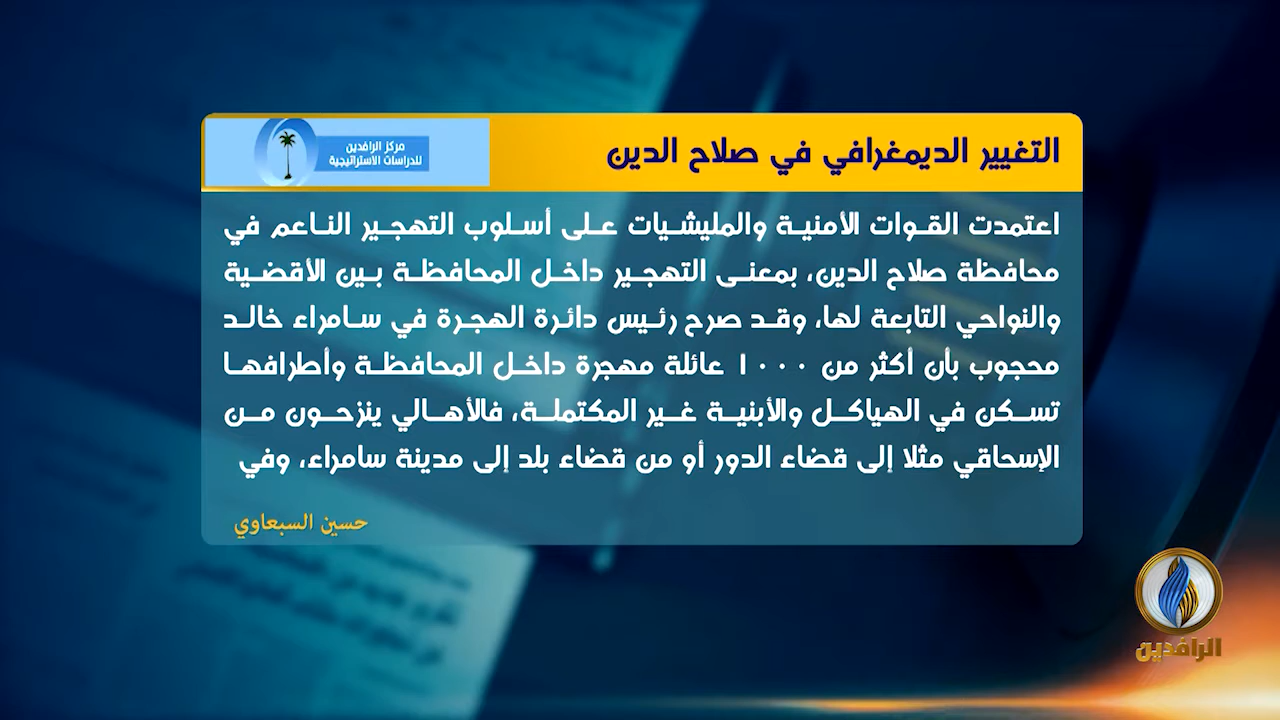 التغيير الديمغرافي في صلاح الدين
مركز الرافدين
للدراسات الاستراتيجية
اعتمدت القوات الأمنية والمليشيات على أسلوب التهجير الناعم في
محافظة صلاح الدين، بمعنى التهجير داخل المحافظة بين الأقضية
والنواحي التابعة لها، وقد صرح رئيس دائرة الهجرة في سامراء خالد
محجوب بأن أكثر من ١٠٠٠ عائلة مهجرة داخل المحافظة وأطرافها
تسكن في الهياكل والأبنية غير المكتملة، فالأهالي ينزحون من
الإسحاقي مثلا إلى قضاء الدور أو من قضاء بلد إلى مدينة سامراء، وفي
حسين السبعاوي
الرافدين